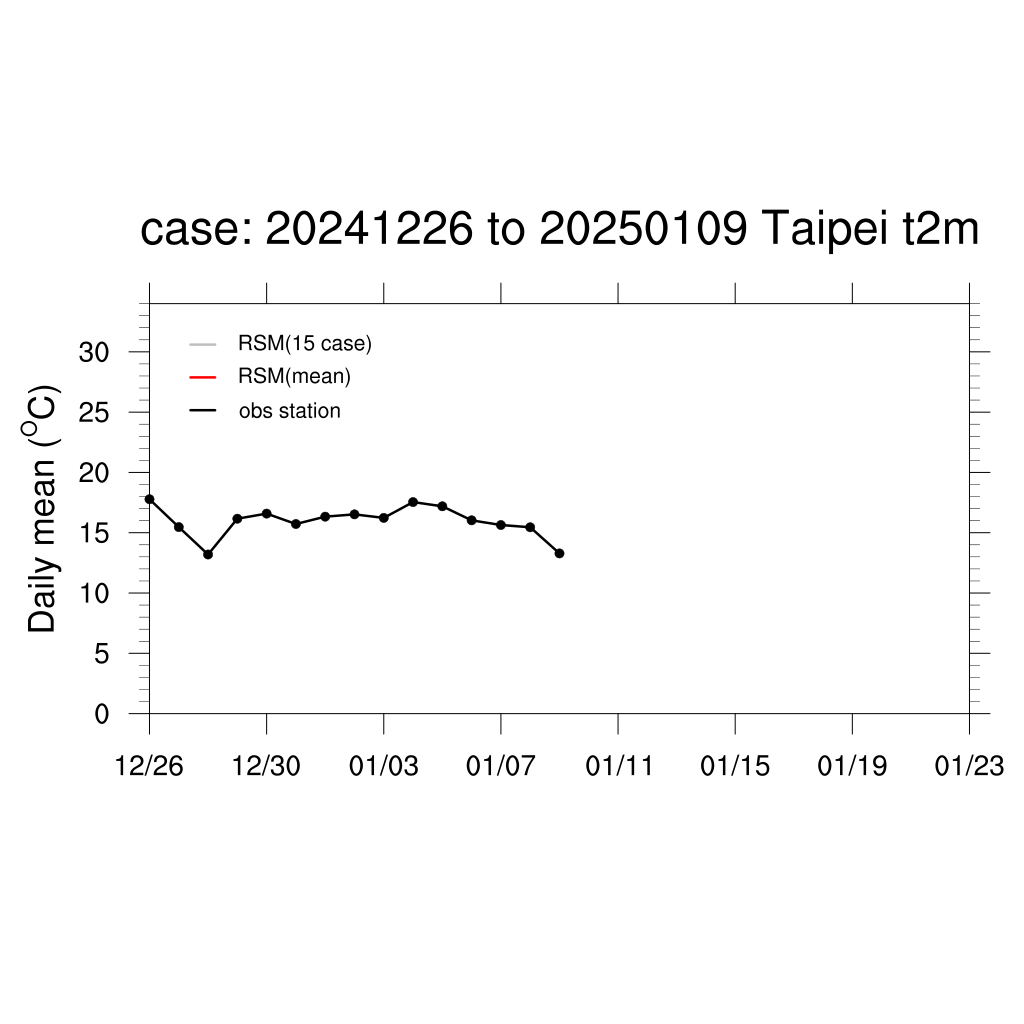 case: 20241226 to 20250109 Taipei t2m
RSM(15 case)
RSM(mean)
obs station
Daily mean (°C)
30
25
20
15
10
5
0
12/26 12/30 01/03 01/07 01/11 01/15 01/19 01/23